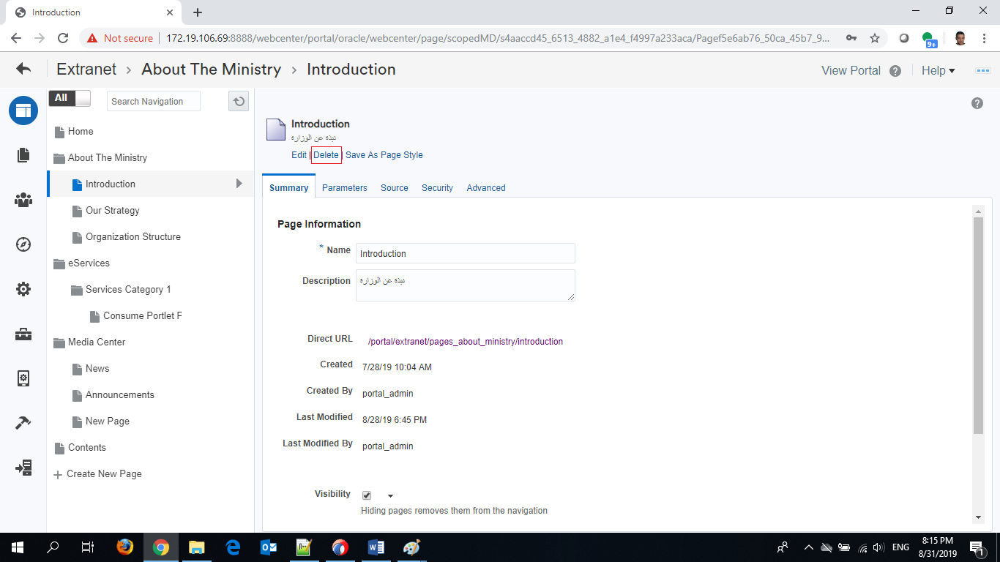 Introduction
Not secure
172.19.106.69:8888/webcenter/portal/oracle/webcenter/page/scopedMD/s4aaccd45_6513_4882_a1e4_f4997a233aca/Pagef5e6ab76_50ca_45b7_9...
9+
Extranet > About The Ministry > Introduction
View Portal ? Help
All
Search Navigation
Home
About The Ministry
Introduction
Our Strategy
Organization Structure
eServices
Services Category 1
Consume Portlet F
Media Center
News
Announcements
New Page
Contents
+ Create New Page
?
Introduction
نبذة عن الوزارة
Edit | Delete | Save As Page Style
Summary Parameters Source Security Advanced
Page Information
* Name Introduction
Description نبذة عن الوزارة
Direct URL /portal/extranet/pages_about_ministry/introduction
Created 7/28/19 10:04 AM
Created By portal_admin
Last Modified 8/28/19 6:45 PM
Last Modified By portal_admin
Visibility
Hiding pages removes them from the navigation
ENG
8:15 PM
8/31/2019
1